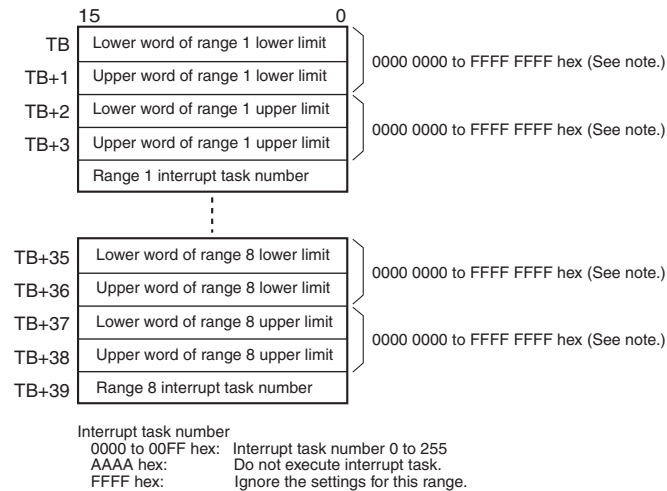 15 0
TB Lower word of range 1 lower limit
0000 0000 to FFFF FFFF hex (See note.)
TB+1 Upper word of range 1 lower limit
TB+2 Lower word of range 1 upper limit
0000 0000 to FFFF FFFF hex (See note.)
TB+3 Upper word of range 1 upper limit
Range 1 interrupt task number
TB+35 Lower word of range 8 lower limit
0000 0000 to FFFF FFFF hex (See note.)
TB+36 Upper word of range 8 lower limit
TB+37 Lower word of range 8 upper limit
0000 0000 to FFFF FFFF hex (See note.)
TB+38 Upper word of range 8 upper limit
TB+39 Range 8 interrupt task number
Interrupt task number
0000 to 00FF hex: Interrupt task number 0 to 255
AAAA hex: Do not execute interrupt task.
FFFF hex: Ignore the settings for this range.